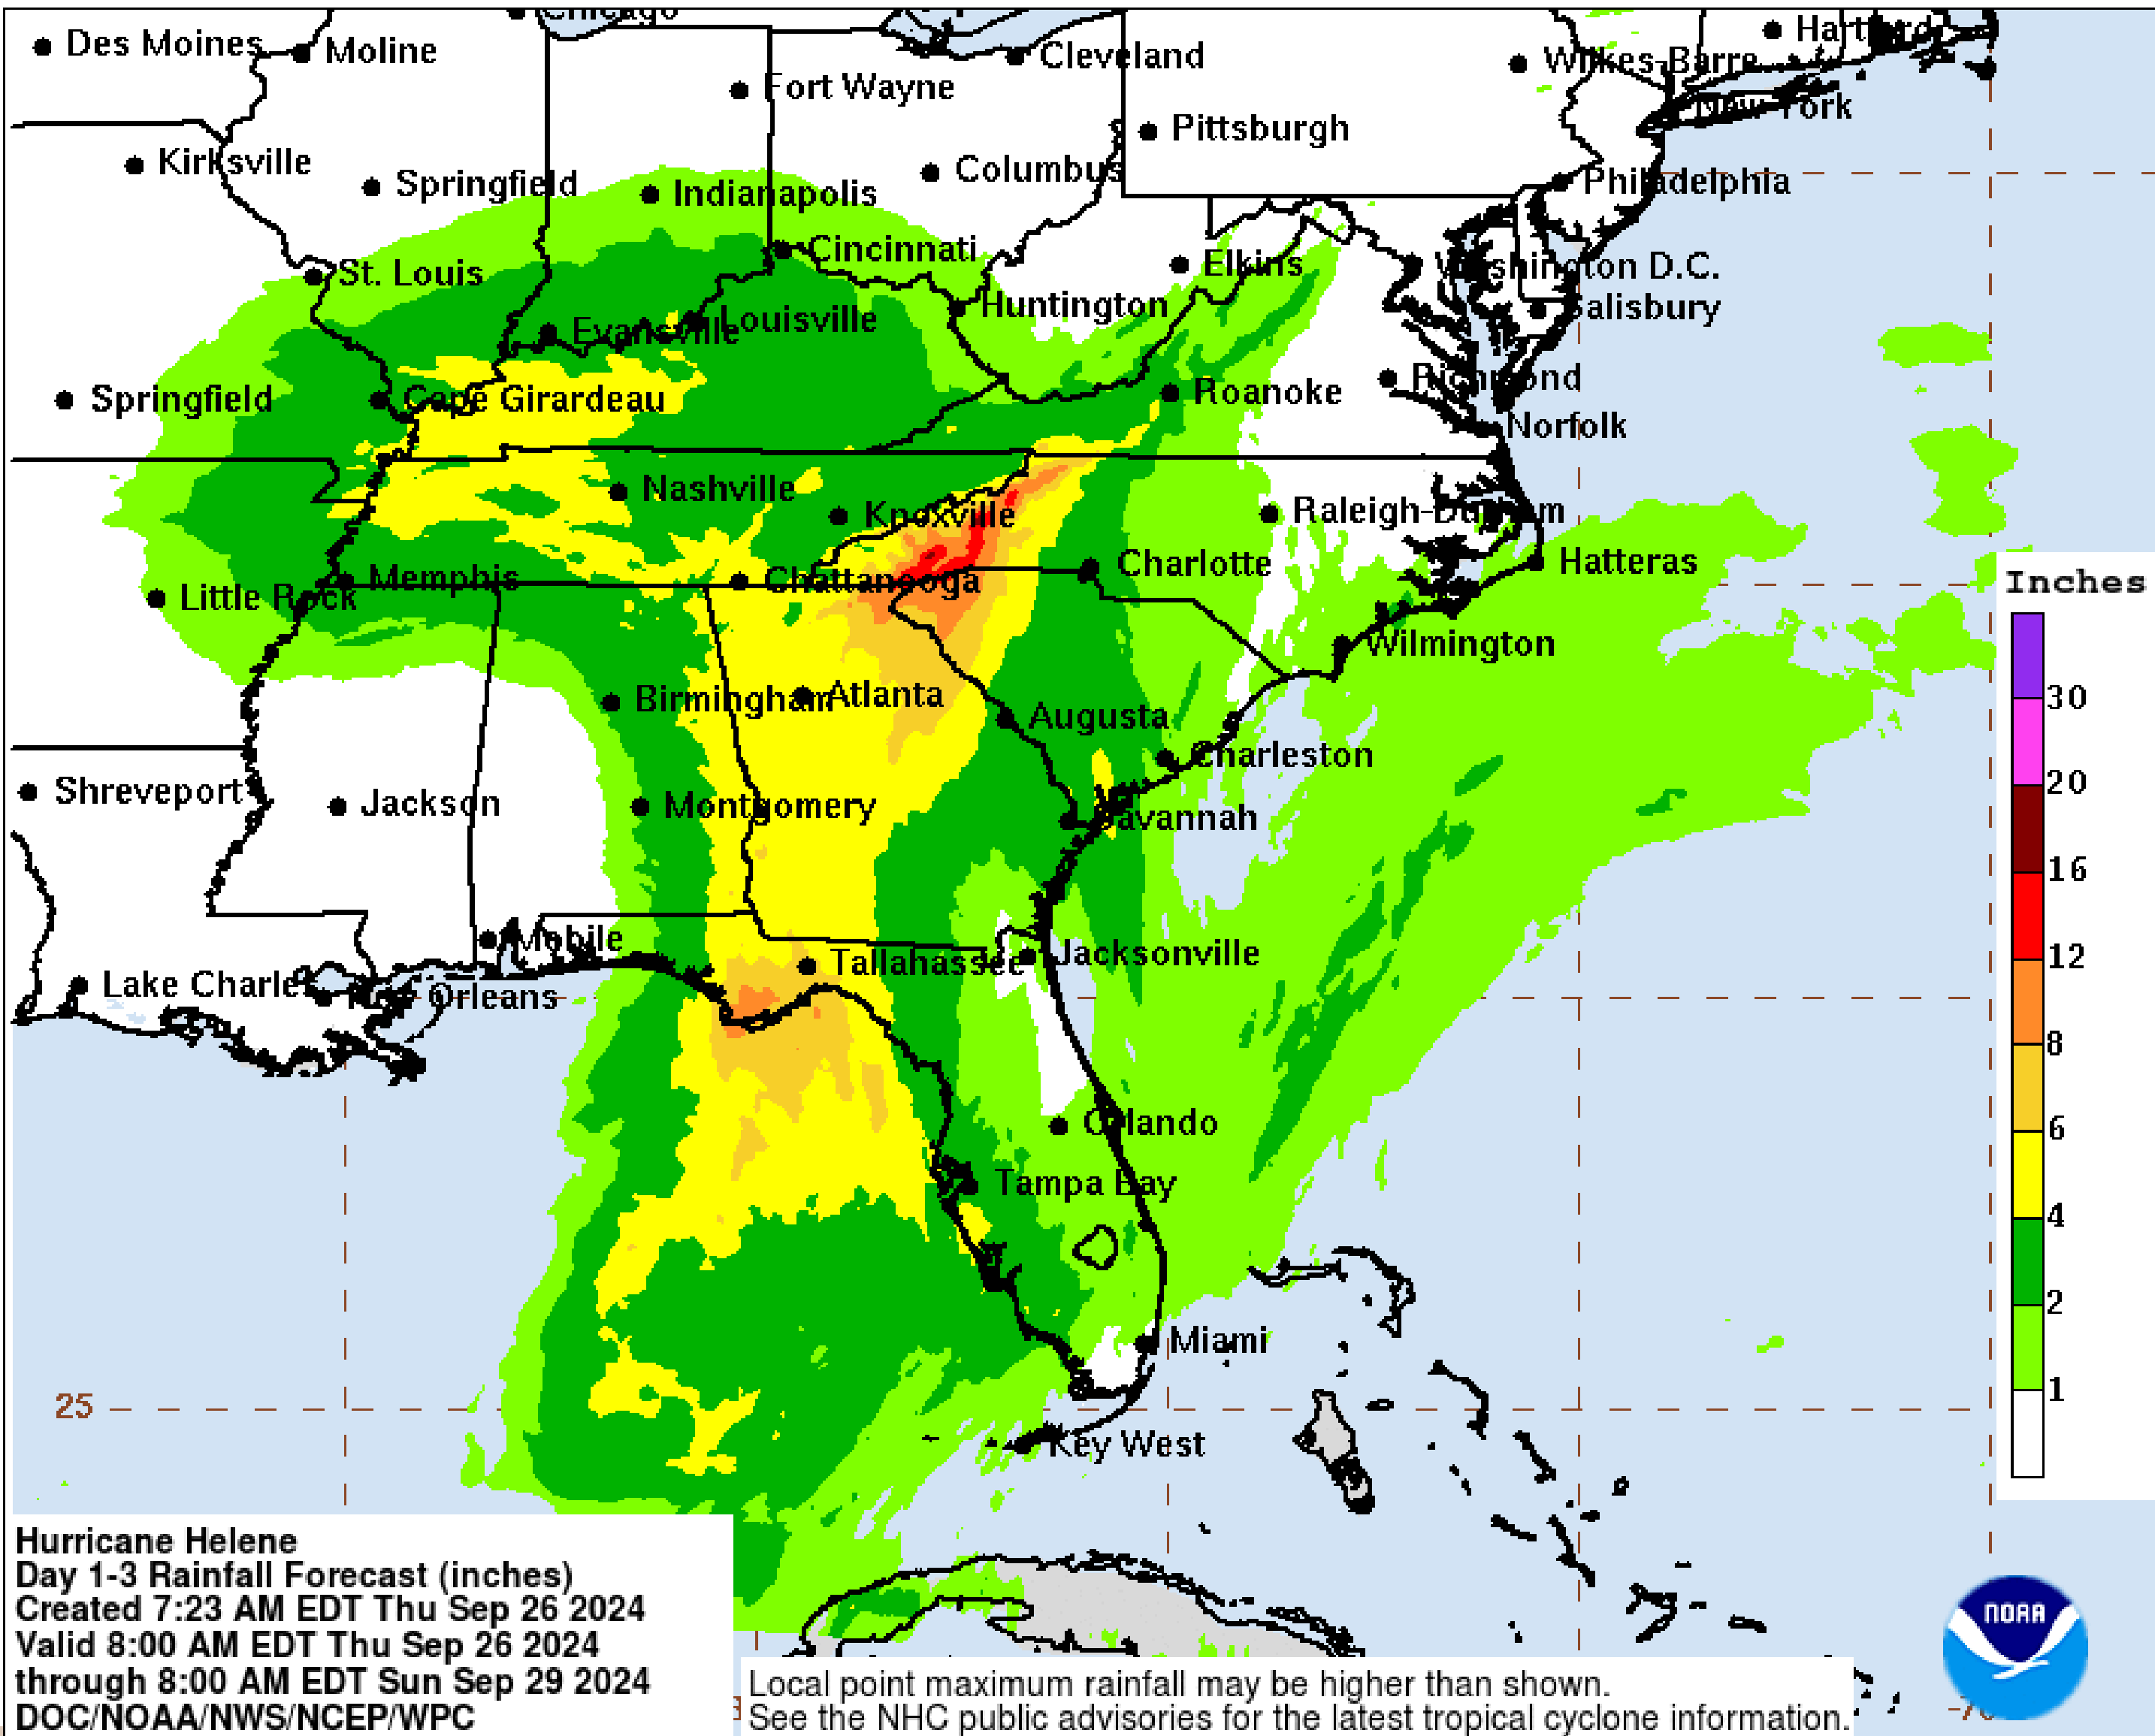 Chicago
Des Moines
Moline
Cleveland
Hartford
Fort Wayne
Wilkes-Barre
New York
Pittsburgh
Kirksville
Springfield
Indianapolis
Columbus
Philadelphia
St. Louis
Cincinnati
Elkins
Washington D.C.
Evansville
Louisville
Huntington
Salisbury
Springfield
Cape Girardeau
Roanoke
Richmond
Norfolk
Nashville
Knoxville
Raleigh-Durham
Little Rock
Memphis
Chattanooga
Charlotte
Hatteras
Birmingham
Atlanta
Augusta
Wilmington
Charleston
Shreveport
Jackson
Montgomery
Savannah
Mobile
Tallahassee
Jacksonville
Lake Charles
New Orleans
Orlando
Tampa Bay
Miami
25
Key West
Inches
30
20
16
12
8
6
4
2
1
Hurricane Helene
Day 1-3 Rainfall Forecast (inches)
Created 7:23 AM EDT Thu Sep 26 2024
Valid 8:00 AM EDT Thu Sep 26 2024
through 8:00 AM EDT Sun Sep 29 2024
DOC/NOAA/NWS/NCEP/WPC
Local point maximum rainfall may be higher than shown.
See the NHC public advisories for the latest tropical cyclone information.
NOAA